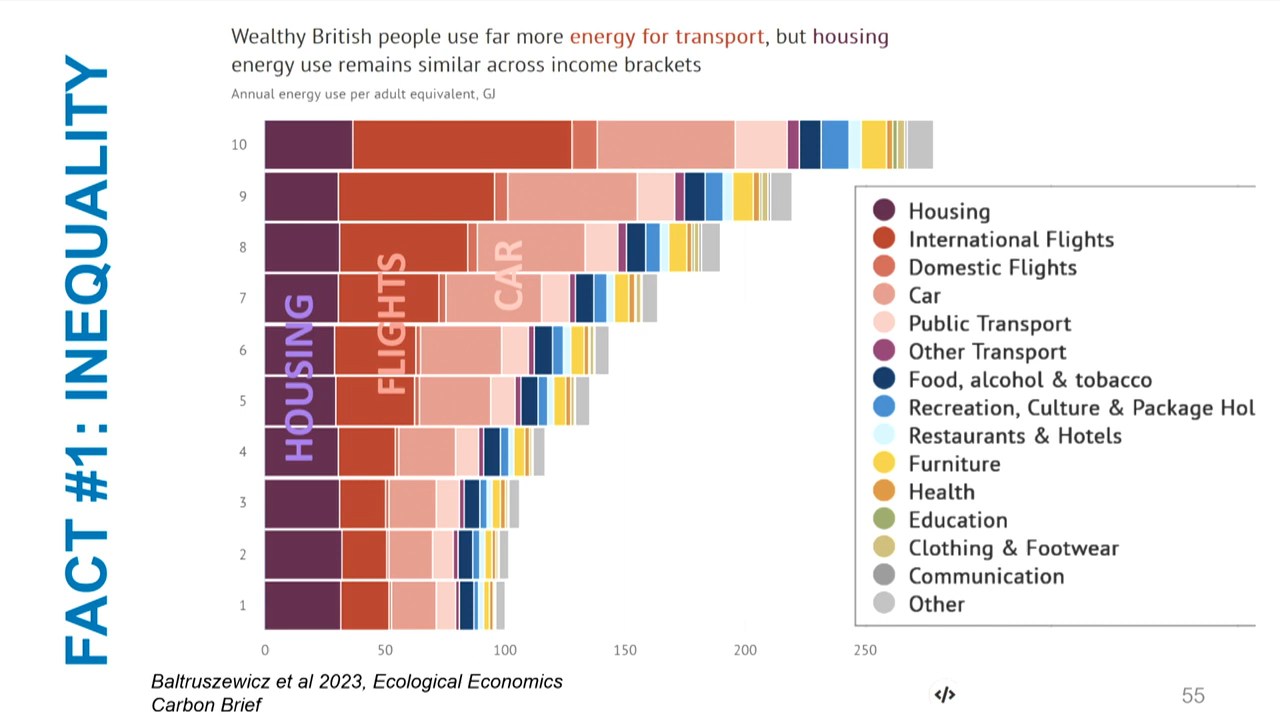 FACT #1: INEQUALITY
Wealthy British people use far more energy for transport, but housing
energy use remains similar across income brackets
Annual energy use per adult equivalent, GJ
10
9
8
7
6
5
4
3
2
1
HOUSING
FLIGHTS
CAR
0 50 100 150 200 250
Housing
International Flights
Domestic Flights
Car
Public Transport
Other Transport
Food, alcohol & tobacco
Recreation, Culture & Package Hol
Restaurants & Hotels
Furniture
Health
Education
Clothing & Footwear
Communication
Other
Baltruszewicz et al 2023, Ecological Economics
Carbon Brief
</>
55